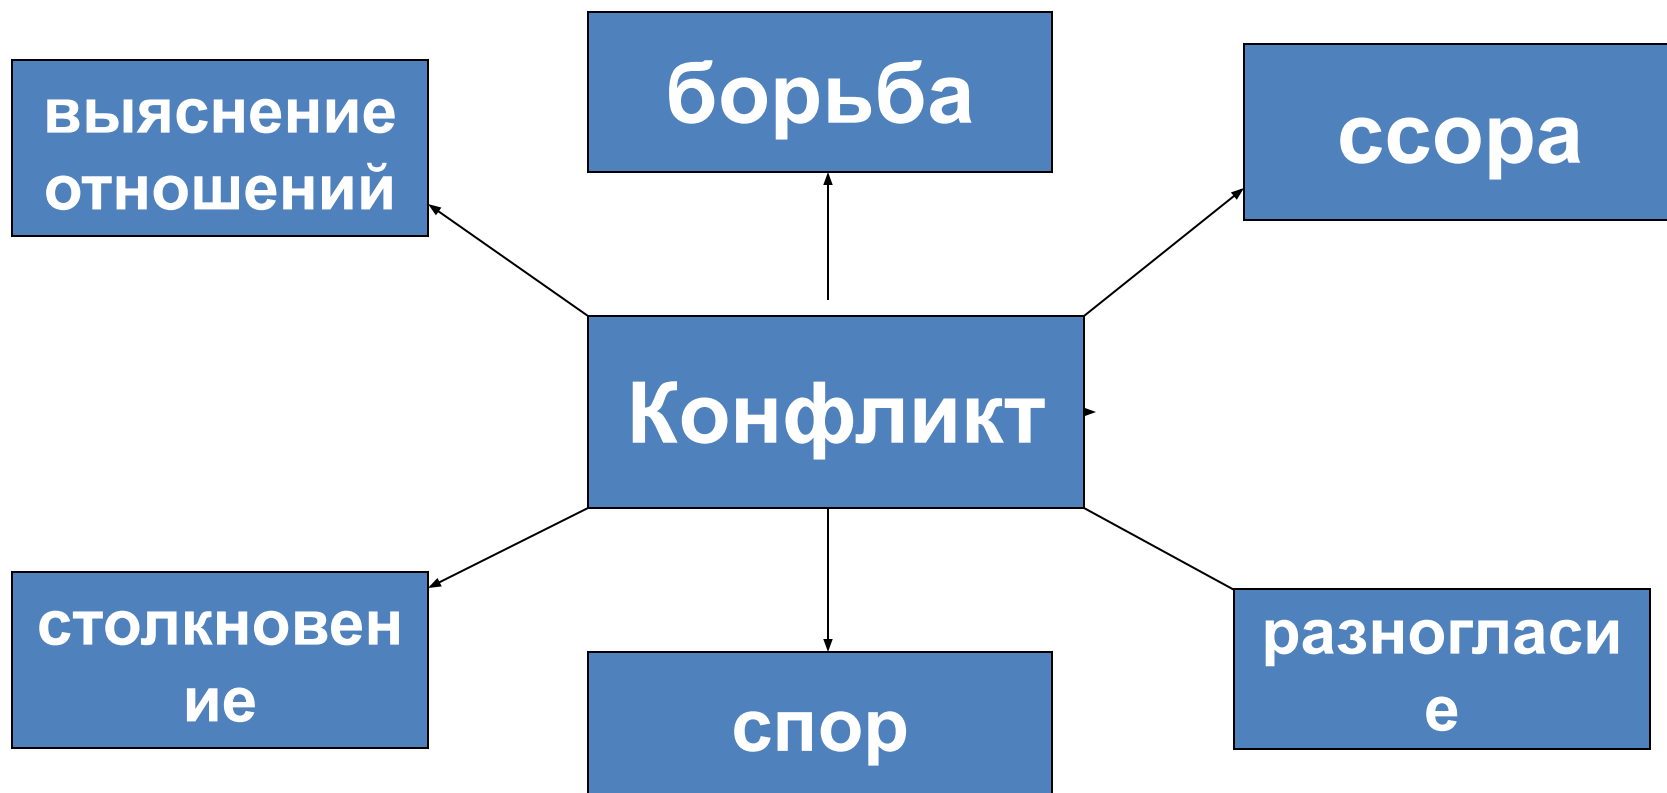 борьба
выяснение
отношений
ссора
Конфликт
столкновен
ие
разногласи
е
спор